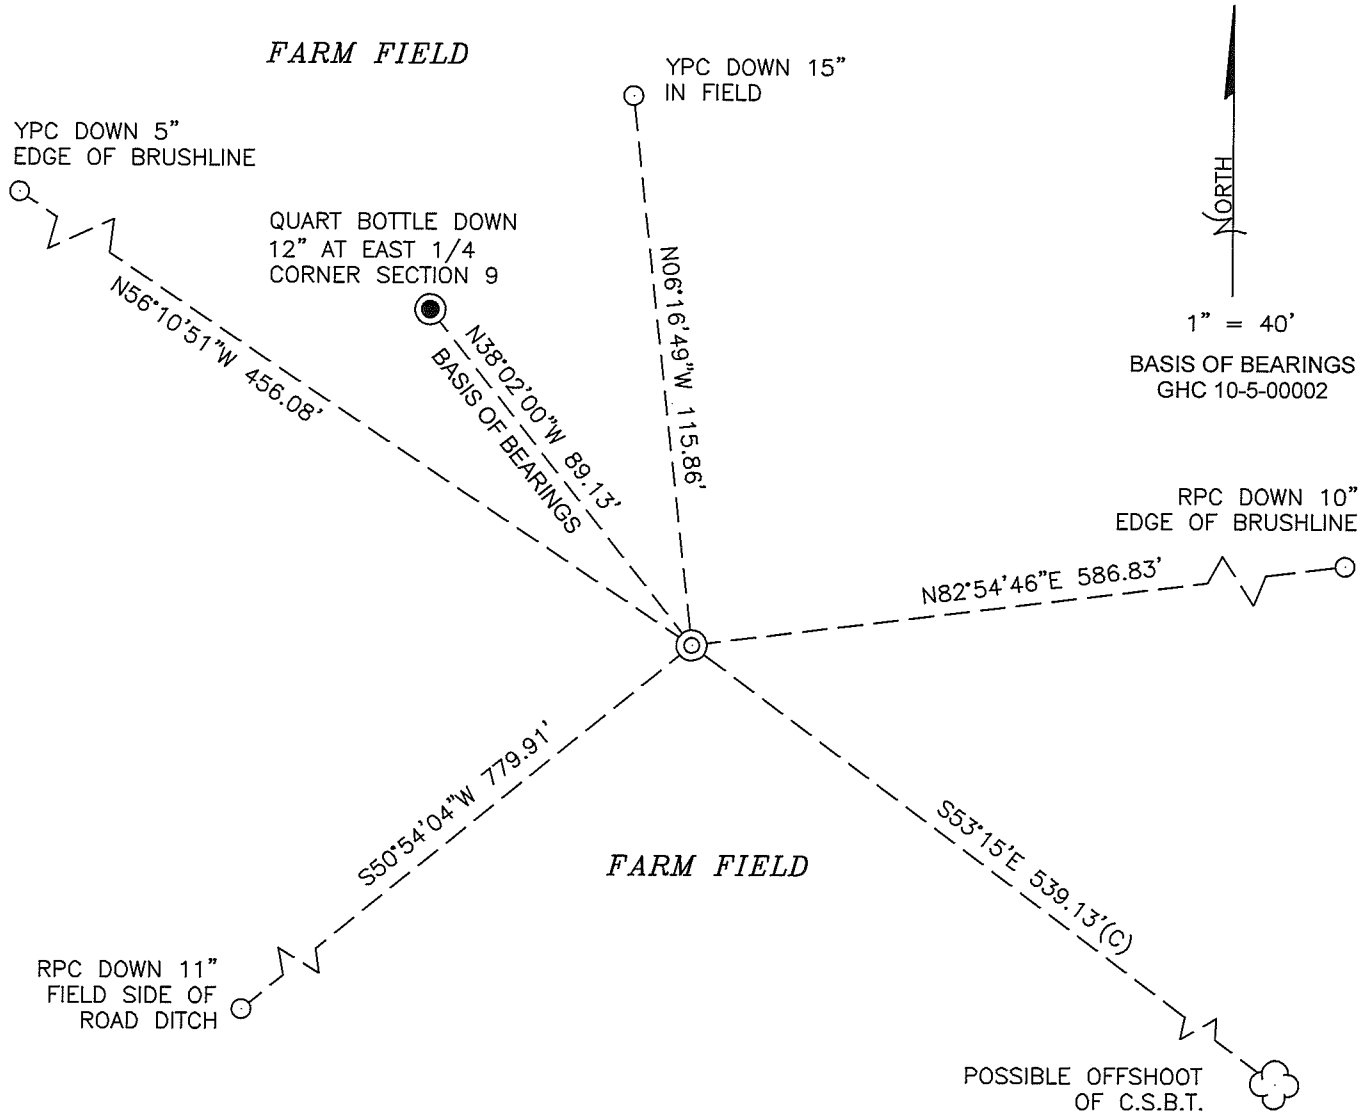 FARM FIELD
YPC DOWN 15"
IN FIELD
YPC DOWN 5"
EDGE OF BRUSHLINE
QUART BOTTLE DOWN
12" AT EAST 1/4
CORNER SECTION 9
NORTH
1" = 40'
BASIS OF BEARINGS
GHC 10-5-00002
N56°10'51"W 456.08'
N38°02'00"W 89.13'
BASIS OF BEARINGS
N06°16'49"W 115.86'
RPC DOWN 10"
EDGE OF BRUSHLINE
N82°54'46"E 586.83'
S50°54'04"W 779.91'
FARM FIELD
S53°15'E 539.13'(C)
RPC DOWN 11"
FIELD SIDE OF
ROAD DITCH
POSSIBLE OFFSHOOT
OF C.S.B.T.